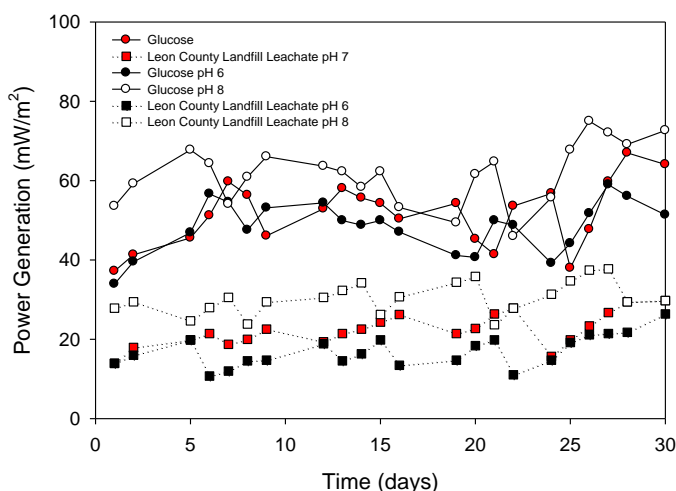 100
80
60
40
20
0
Power Generation (mW/m²)
Glucose
Leon County Landfill Leachate pH 7
Glucose pH 6
Glucose pH 8
Leon County Landfill Leachate pH 6
Leon County Landfill Leachate pH 8
0 5 10 15 20 25 30
Time (days)